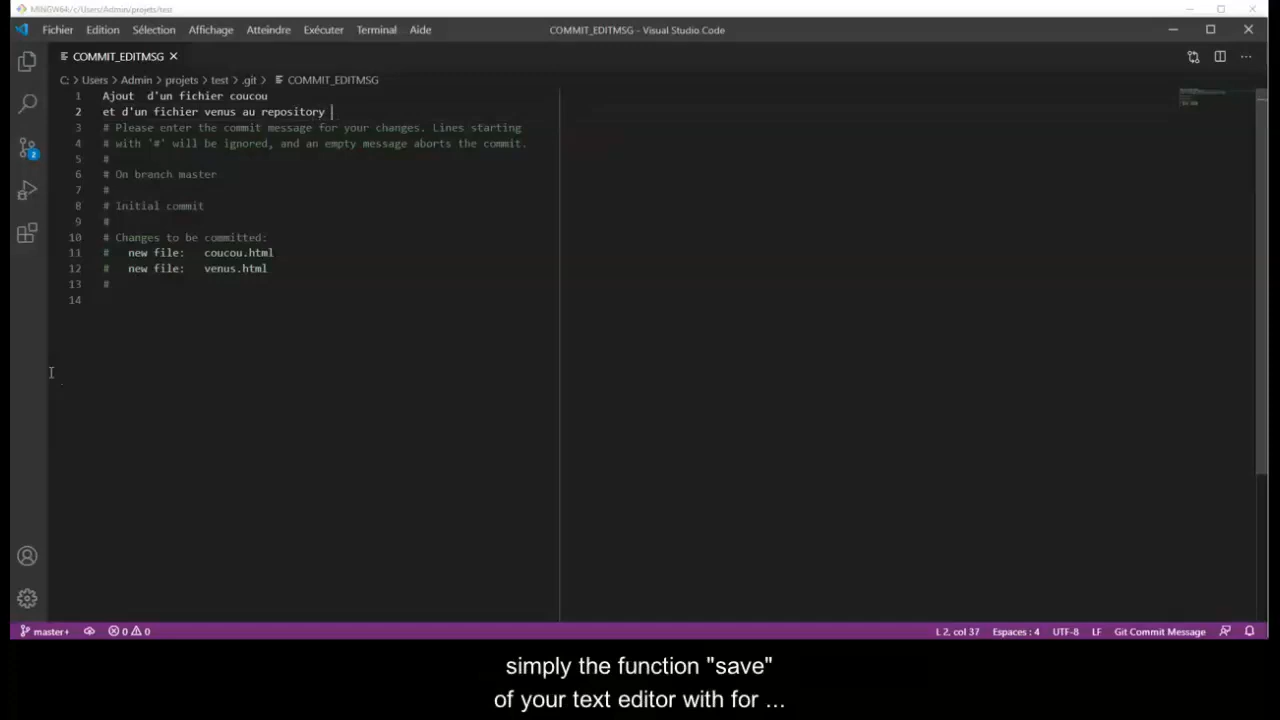 MINGW64:/c/Users/Admin/projets/test
Fichier Edition Sélection Affichage Atteindre Exécuter Terminal Aide COMMIT_EDITMSG - Visual Studio Code
COMMIT_EDITMSG
C: > Users > Admin > projets > test > .git > COMMIT_EDITMSG
1 Ajout  d'un fichier coucou
2 et d'un fichier venus au repository
3 # Please enter the commit message for your changes. Lines starting
4 # with '#' will be ignored, and an empty message aborts the commit.
5 #
6 # On branch master
7 #
8 # Initial commit
9 #
10 # Changes to be committed:
11 #   new file:   coucou.html
12 #   new file:   venus.html
13 #
14
2
master+ 0 0 L 2, col 37 Espaces : 4 UTF-8 LF Git Commit Message
simply the function "save"
of your text editor with for ...